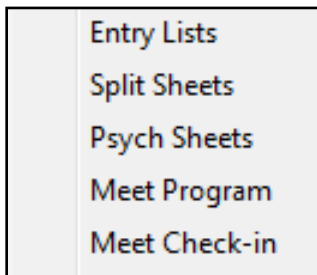 Entry Lists
Split Sheets
Psych Sheets
Meet Program
Meet Check-in